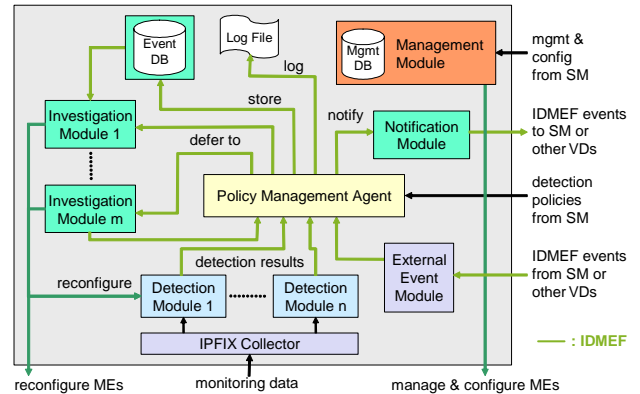 Event
DB
Log File
log
Mgmt
DB
Management
Module
mgmt &
config
from SM
store
notify
Investigation
Module 1
defer to
Notification
Module
IDMEF events
to SM or
other VDs
Investigation
Module m
Policy Management Agent
detection
policies
from SM
detection results
External
Event
Module
IDMEF events
from SM or
other VDs
reconfigure
Detection
Module 1
Detection
Module n
IPFIX Collector
: IDMEF
reconfigure MEs
monitoring data
manage & configure MEs